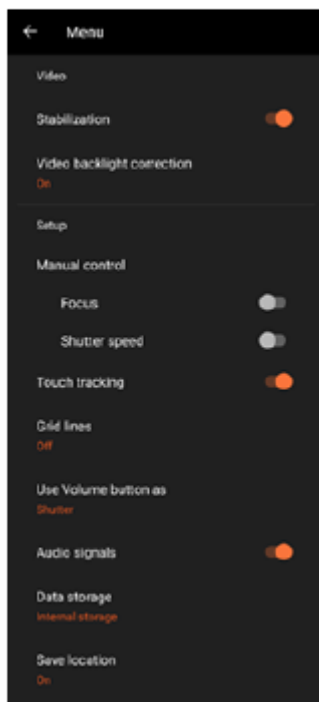 Menu
Video
Stabilization
Video backlight correction
On
Setup
Manual control
Focus
Shutter speed
Touch tracking
Grid lines
Off
Use Volume button as
Shutter
Audio signals
Data storage
Internal storage
Save location
On